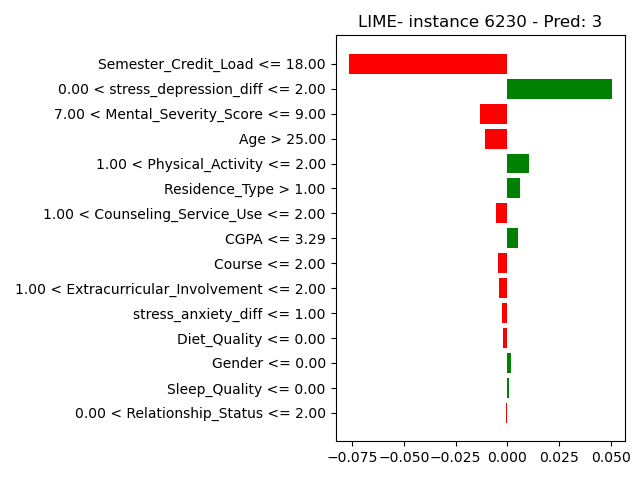 LIME- instance 6230 - Pred: 3
Semester_Credit_Load <= 18.00
0.00 < stress_depression_diff <= 2.00
7.00 < Mental_Severity_Score <= 9.00
Age > 25.00
1.00 < Physical_Activity <= 2.00
Residence_Type > 1.00
1.00 < Counseling_Service_Use <= 2.00
CGPA <= 3.29
Course <= 2.00
1.00 < Extracurricular_Involvement <= 2.00
stress_anxiety_diff <= 1.00
Diet_Quality <= 0.00
Gender <= 0.00
Sleep_Quality <= 0.00
0.00 < Relationship_Status <= 2.00
−0.075 −0.050 −0.025 0.000 0.025 0.050